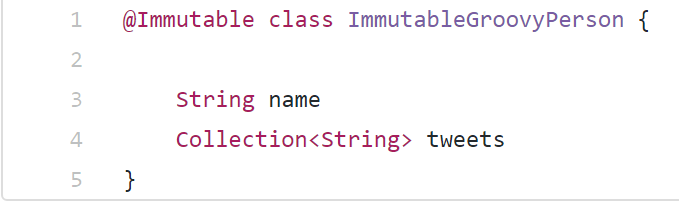 1 @Immutable class ImmutableGroovyPerson {
2
3 String name
4 Collection<String> tweets
5 }